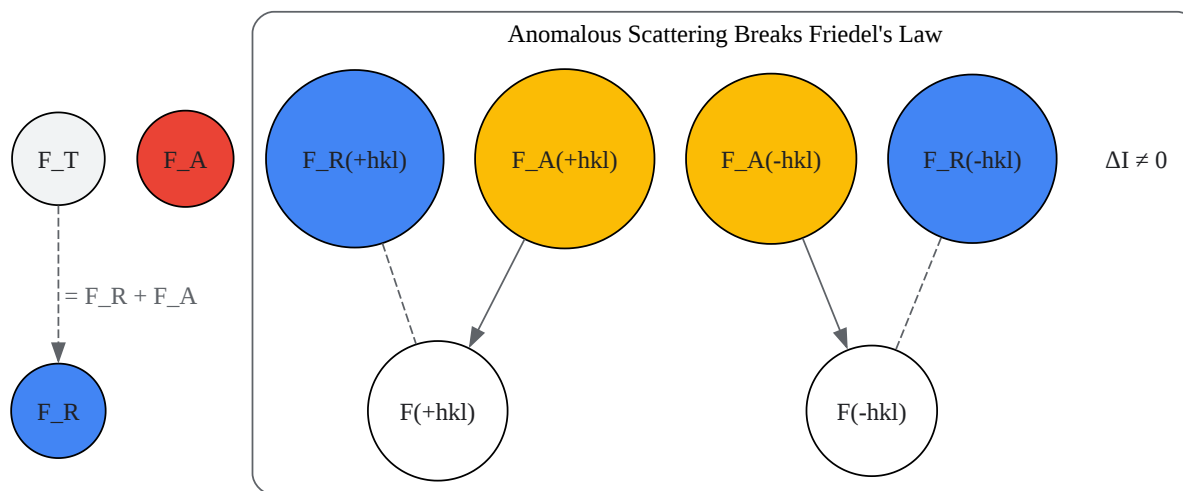 Anomalous Scattering Breaks Friedel's Law
F_T
F_A
F_R(+hkl)
F_A(+hkl)
F_A(-hkl)
F_R(-hkl)
ΔI ≠ 0
= F_R + F_A
F_R
F(+hkl)
F(-hkl)